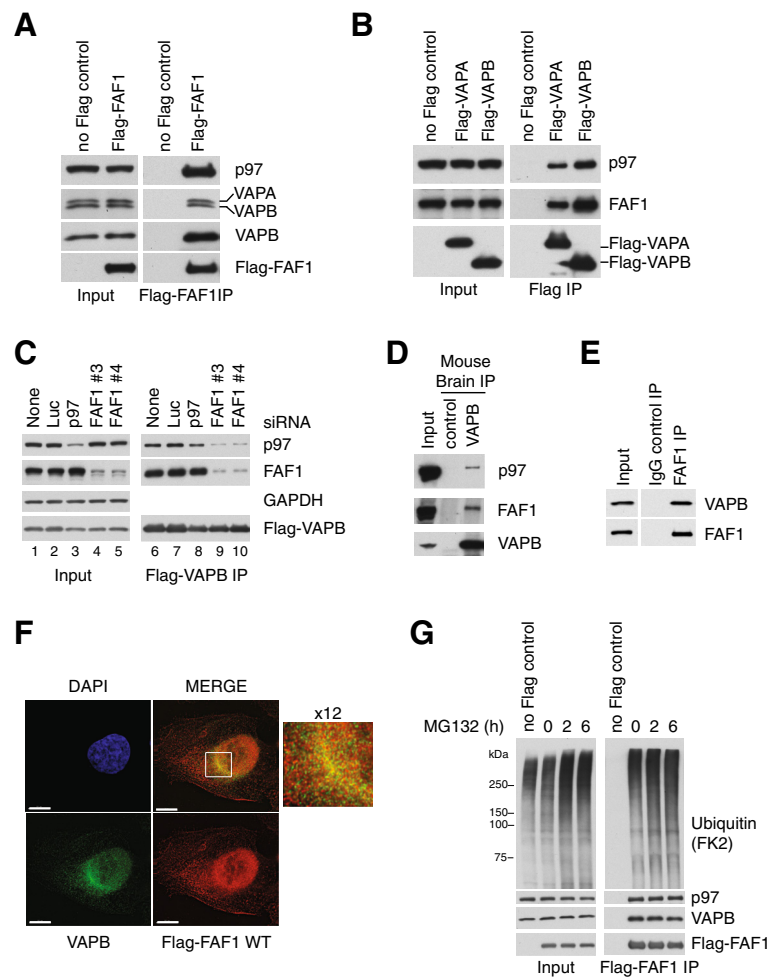 A
no Flag control
Flag-FAF1
no Flag control
Flag-FAF1
p97
VAPA
VAPB
VAPB
Flag-FAF1
Input
Flag-FAF1IP
B
no Flag control
Flag-VAPA
Flag-VAPB
no Flag control
Flag-VAPA
Flag-VAPB
p97
FAF1
Flag-VAPA
Flag-VAPB
Input
Flag IP
C
None
Luc
p97
FAF1 #3
FAF1 #4
None
Luc
p97
FAF1 #3
FAF1 #4
siRNA
p97
FAF1
GAPDH
Flag-VAPB
1 2 3 4 5 6 7 8 9 10
Input
Flag-VAPB IP
D
Mouse
Brain IP
Input
control
VAPB
p97
FAF1
VAPB
E
Input
IgG control IP
FAF1 IP
VAPB
FAF1
F
DAPI
MERGE
x12
VAPB
Flag-FAF1 WT
G
no Flag control
no Flag control
MG132 (h) 0 2 6 0 2 6
kDa
250
150
100
75
Ubiquitin
(FK2)
p97
VAPB
Flag-FAF1
Input
Flag-FAF1 IP